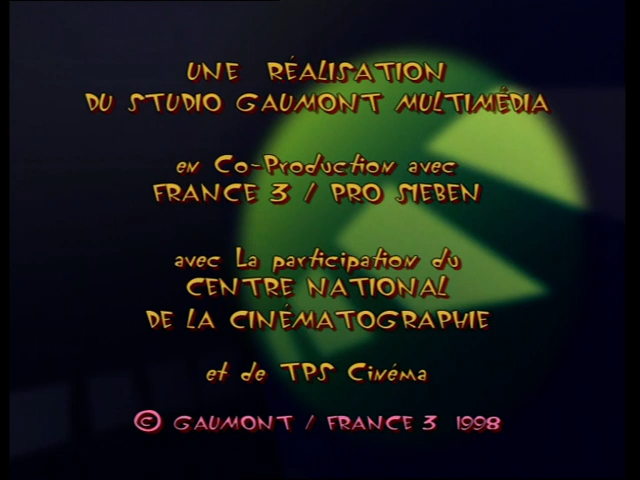 UNE RÉALISATION
DU STUDIO GAUMONT MULTIMÉDIA
en Co-Production avec
FRANCE 3 / PRO SIEBEN
avec La participation du
CENTRE NATIONAL
DE LA CINÉMATOGRAPHIE
et de TPS Cinéma
© GAUMONT / FRANCE 3 1998